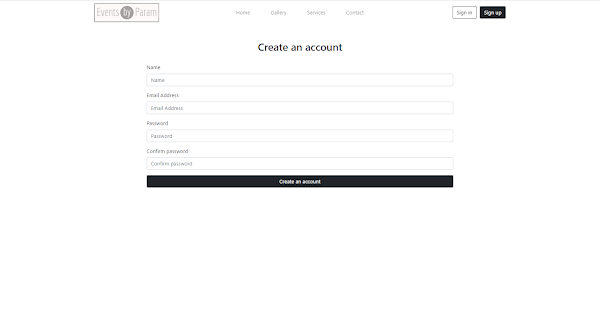 Events by Param Home Gallery Services Contact Sign in Sign up
Create an account
Name
Name
Email Address
Email Address
Password
Password
Confirm password
Confirm password
Create an account